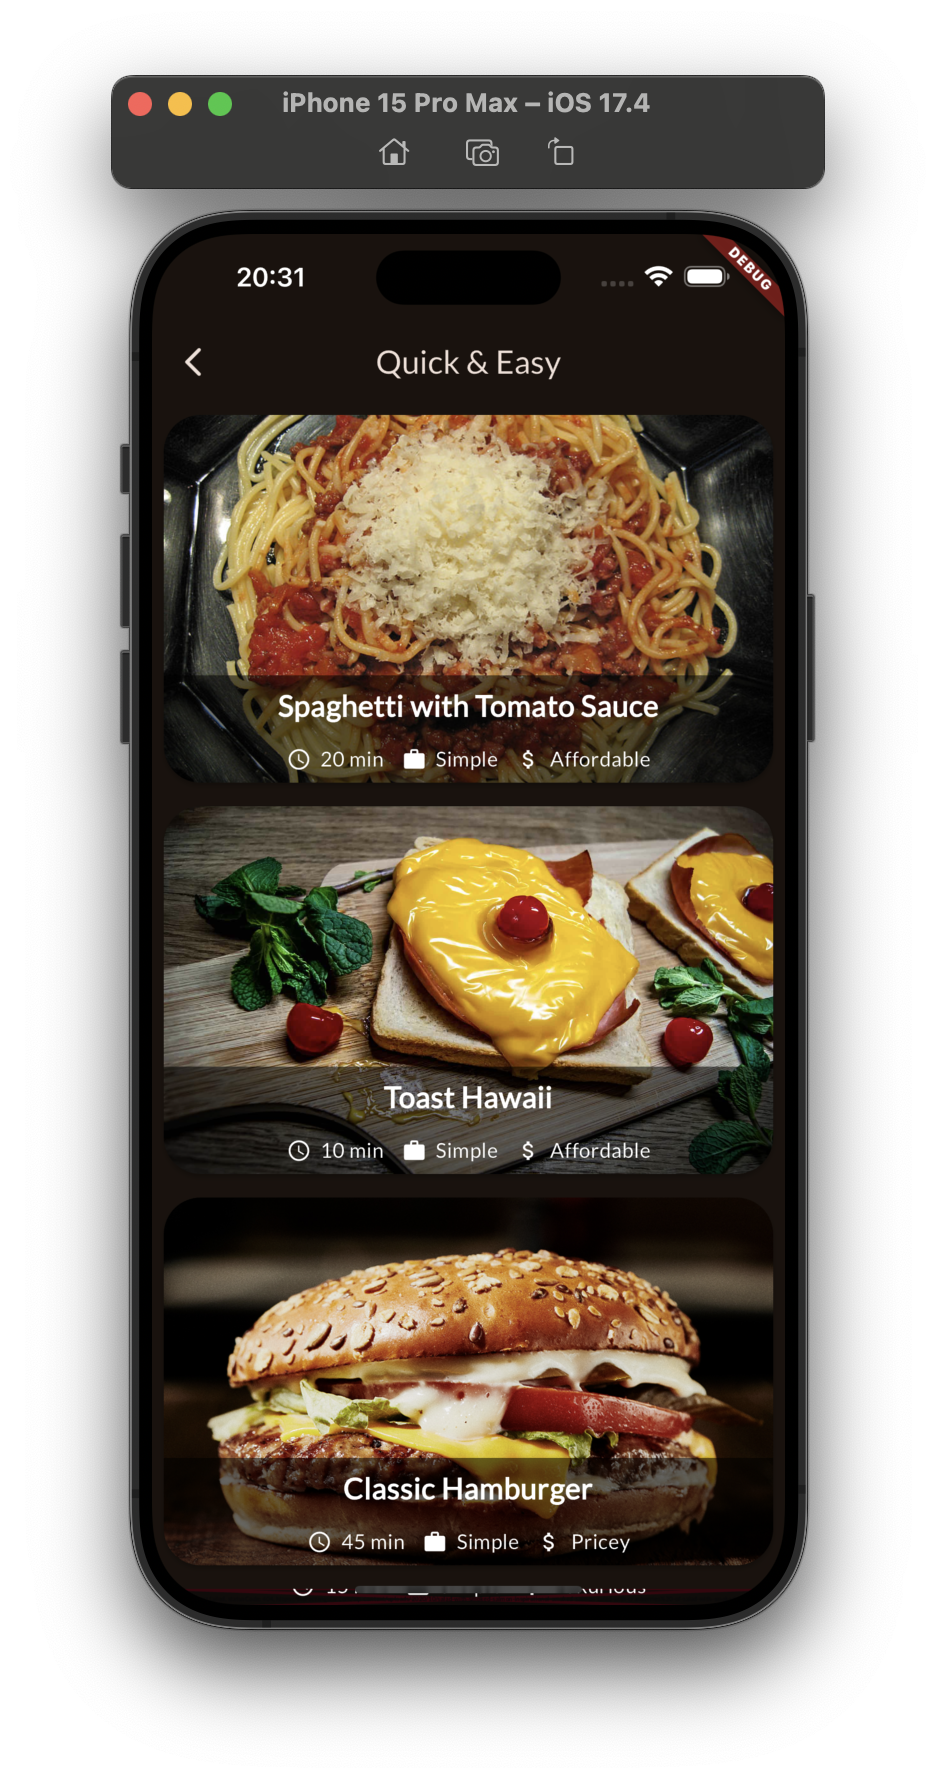 iPhone 15 Pro Max – iOS 17.4
20:31
DEBUG
Quick & Easy
Spaghetti with Tomato Sauce
20 min Simple $ Affordable
Toast Hawaii
10 min Simple $ Affordable
Classic Hamburger
45 min Simple $ Pricey